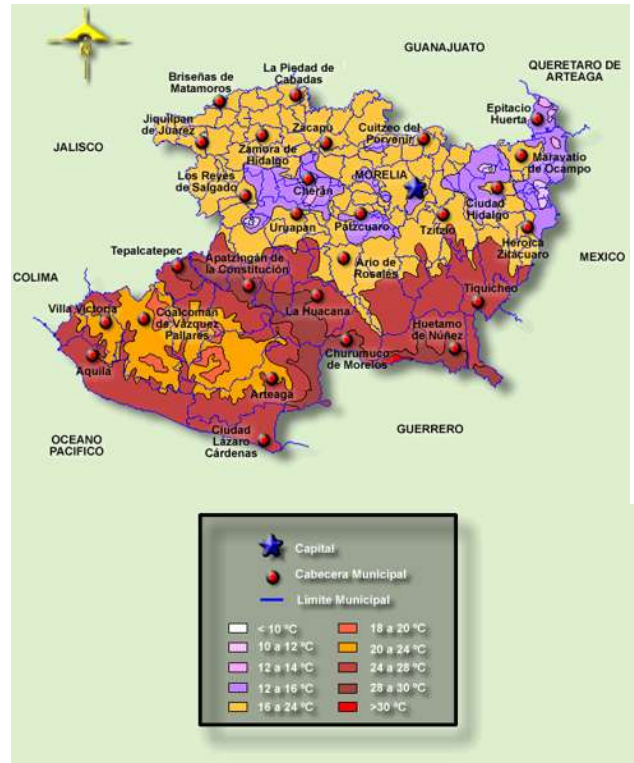 GUANAJUATO
QUERETARO DE
ARTEAGA
La Piedad de
Cabadas
Briseñas de
Matamoros
Epitacio
Huerta
Jiquilpan
de Juárez
Zacapu
Cuitzeo del
Porvenir
JALISCO
Zamora de
Hidalgo
Maravatío
de Ocampo
Los Reyes
de Salgado
Cherán
MORELIA
Ciudad
Hidalgo
Uruapan
Pátzcuaro
Tzitzio
Heroica
Zitácuaro
Tepalcatepec
Apatzingán de
la Constitución
Ario de
Rosales
MEXICO
COLIMA
Tiquicheo
Villa Victoria
Coalcomán
de Vázquez
Pallares
La Huacana
Huetamo
de Núñez
Churumuco
de Morelos
Aquila
Arteaga
OCEANO
PACIFICO
Ciudad
Lázaro
Cárdenas
GUERRERO
Capital
Cabecera Municipal
Límite Municipal
< 10 ºC
18 a 20 ºC
10 a 12 ºC
20 a 24 ºC
12 a 14 ºC
24 a 28 ºC
12 a 16 ºC
28 a 30 ºC
16 a 24 ºC
>30 ºC